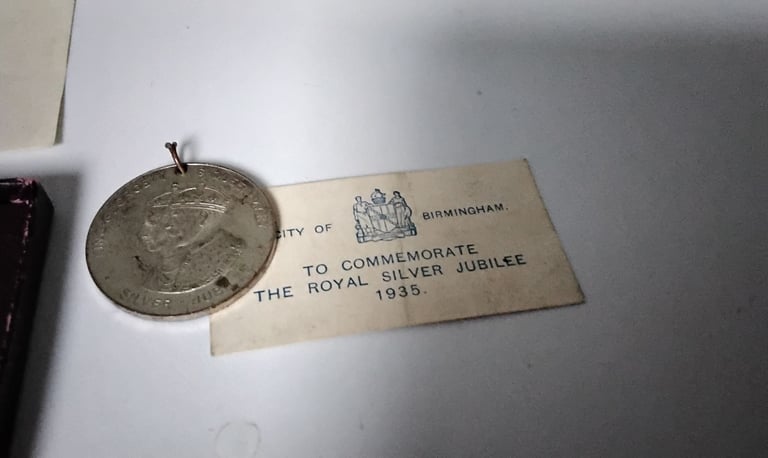 SILVER JUBILEE
CITY OF BIRMINGHAM.
TO COMMEMORATE
THE ROYAL SILVER JUBILEE
1935.